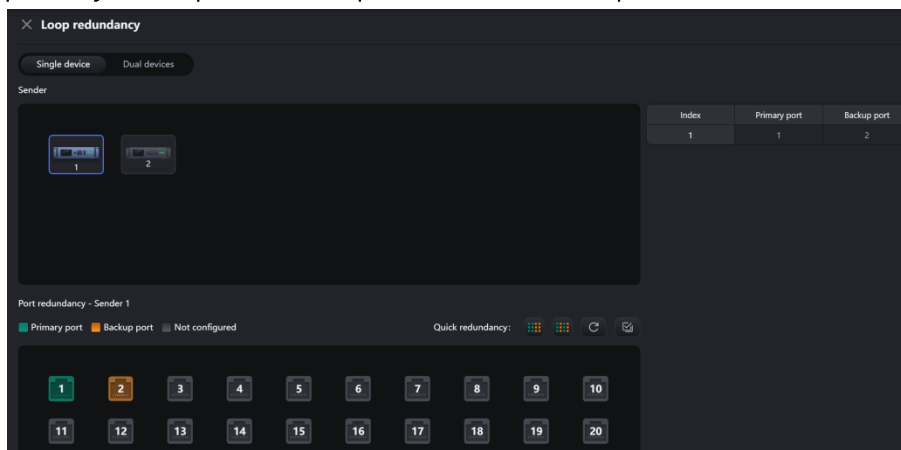 Loop redundancy
Single device Dual devices
Sender
Index Primary port Backup port
1 1 2
1 2
Port redundancy - Sender 1
Primary port Backup port Not configured Quick redundancy:
1 2 3 4 5 6 7 8 9 10
11 12 13 14 15 16 17 18 19 20